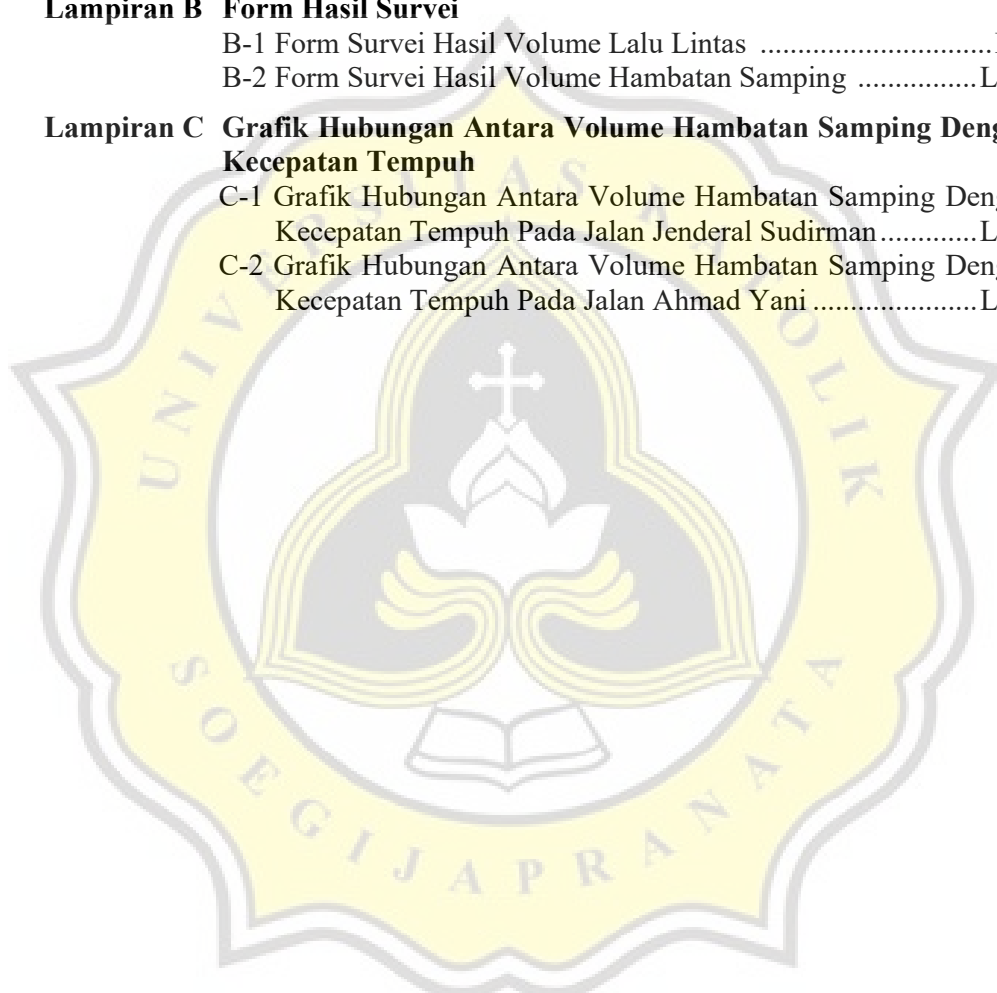 Lampiran B Form Hasil Survei
B-1 Form Survei Hasil Volume Lalu Lintas ..............................
B-2 Form Survei Hasil Volume Hambatan Samping ................L
Lampiran C Grafik Hubungan Antara Volume Hambatan Samping Deng
Kecepatan Tempuh
C-1 Grafik Hubungan Antara Volume Hambatan Samping Deng
Kecepatan Tempuh Pada Jalan Jenderal Sudirman.............L
C-2 Grafik Hubungan Antara Volume Hambatan Samping Deng
Kecepatan Tempuh Pada Jalan Ahmad Yani ......................L
UNIVERSITAS KATOLIK
SOEGIJAPRANATA